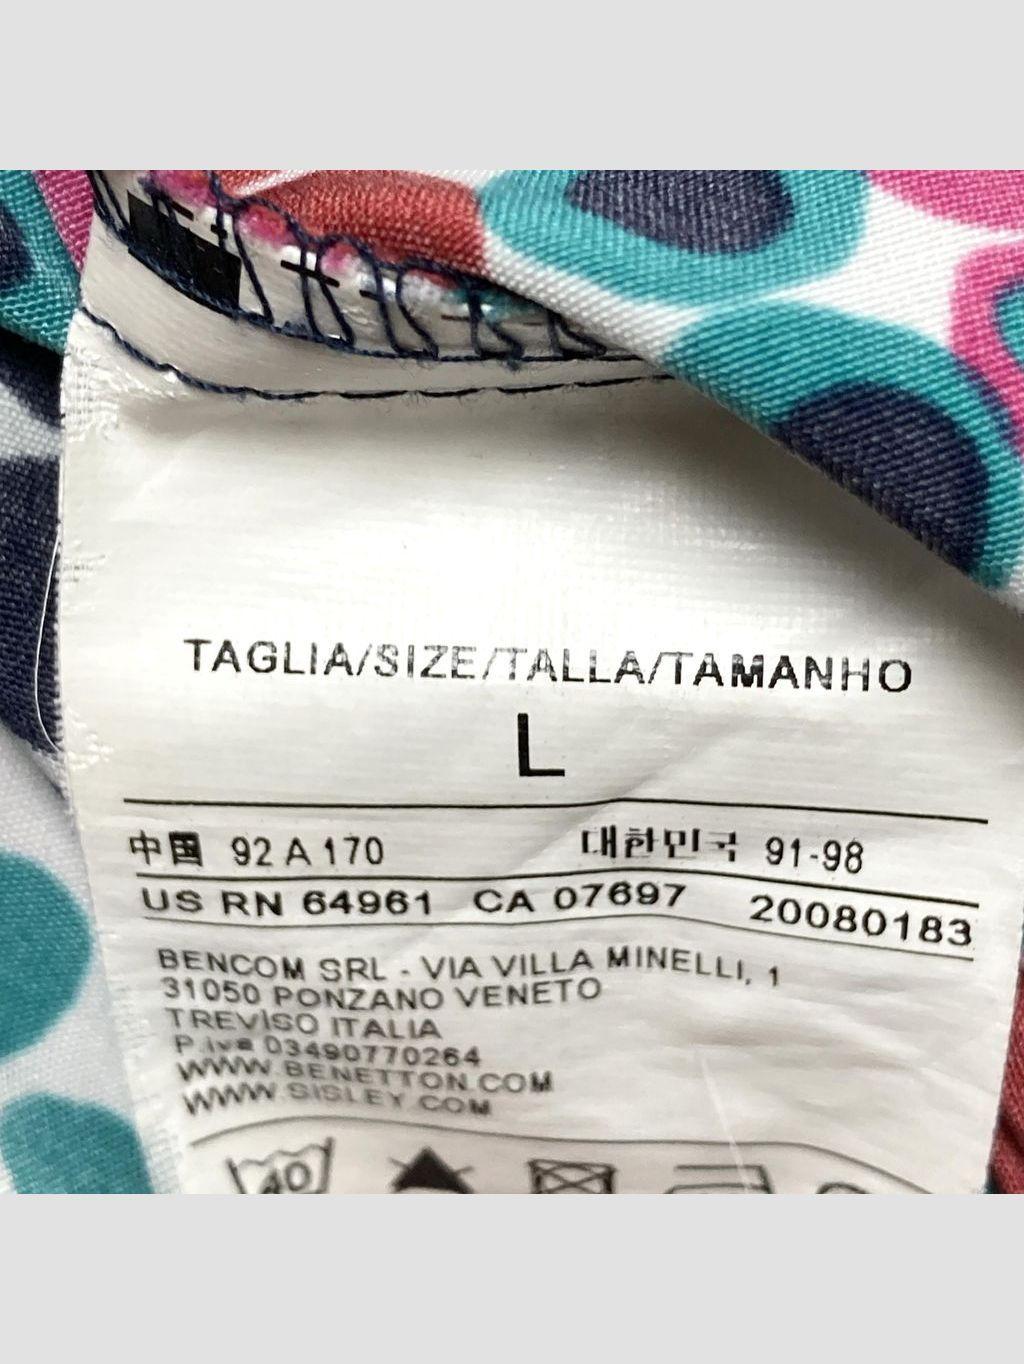 TAGLIA/SIZE/TALLA/TAMANHO
L
中国 92 A 170 대한민국 91-98
US RN 64961 CA 07697 20080183
BENCOM SRL - VIA VILLA MINELLI, 1
31050 PONZANO VENETO
TREVISO ITALIA
P.iva 03490770264
WWW.BENETTON.COM
WWW.SISLEY.COM
40